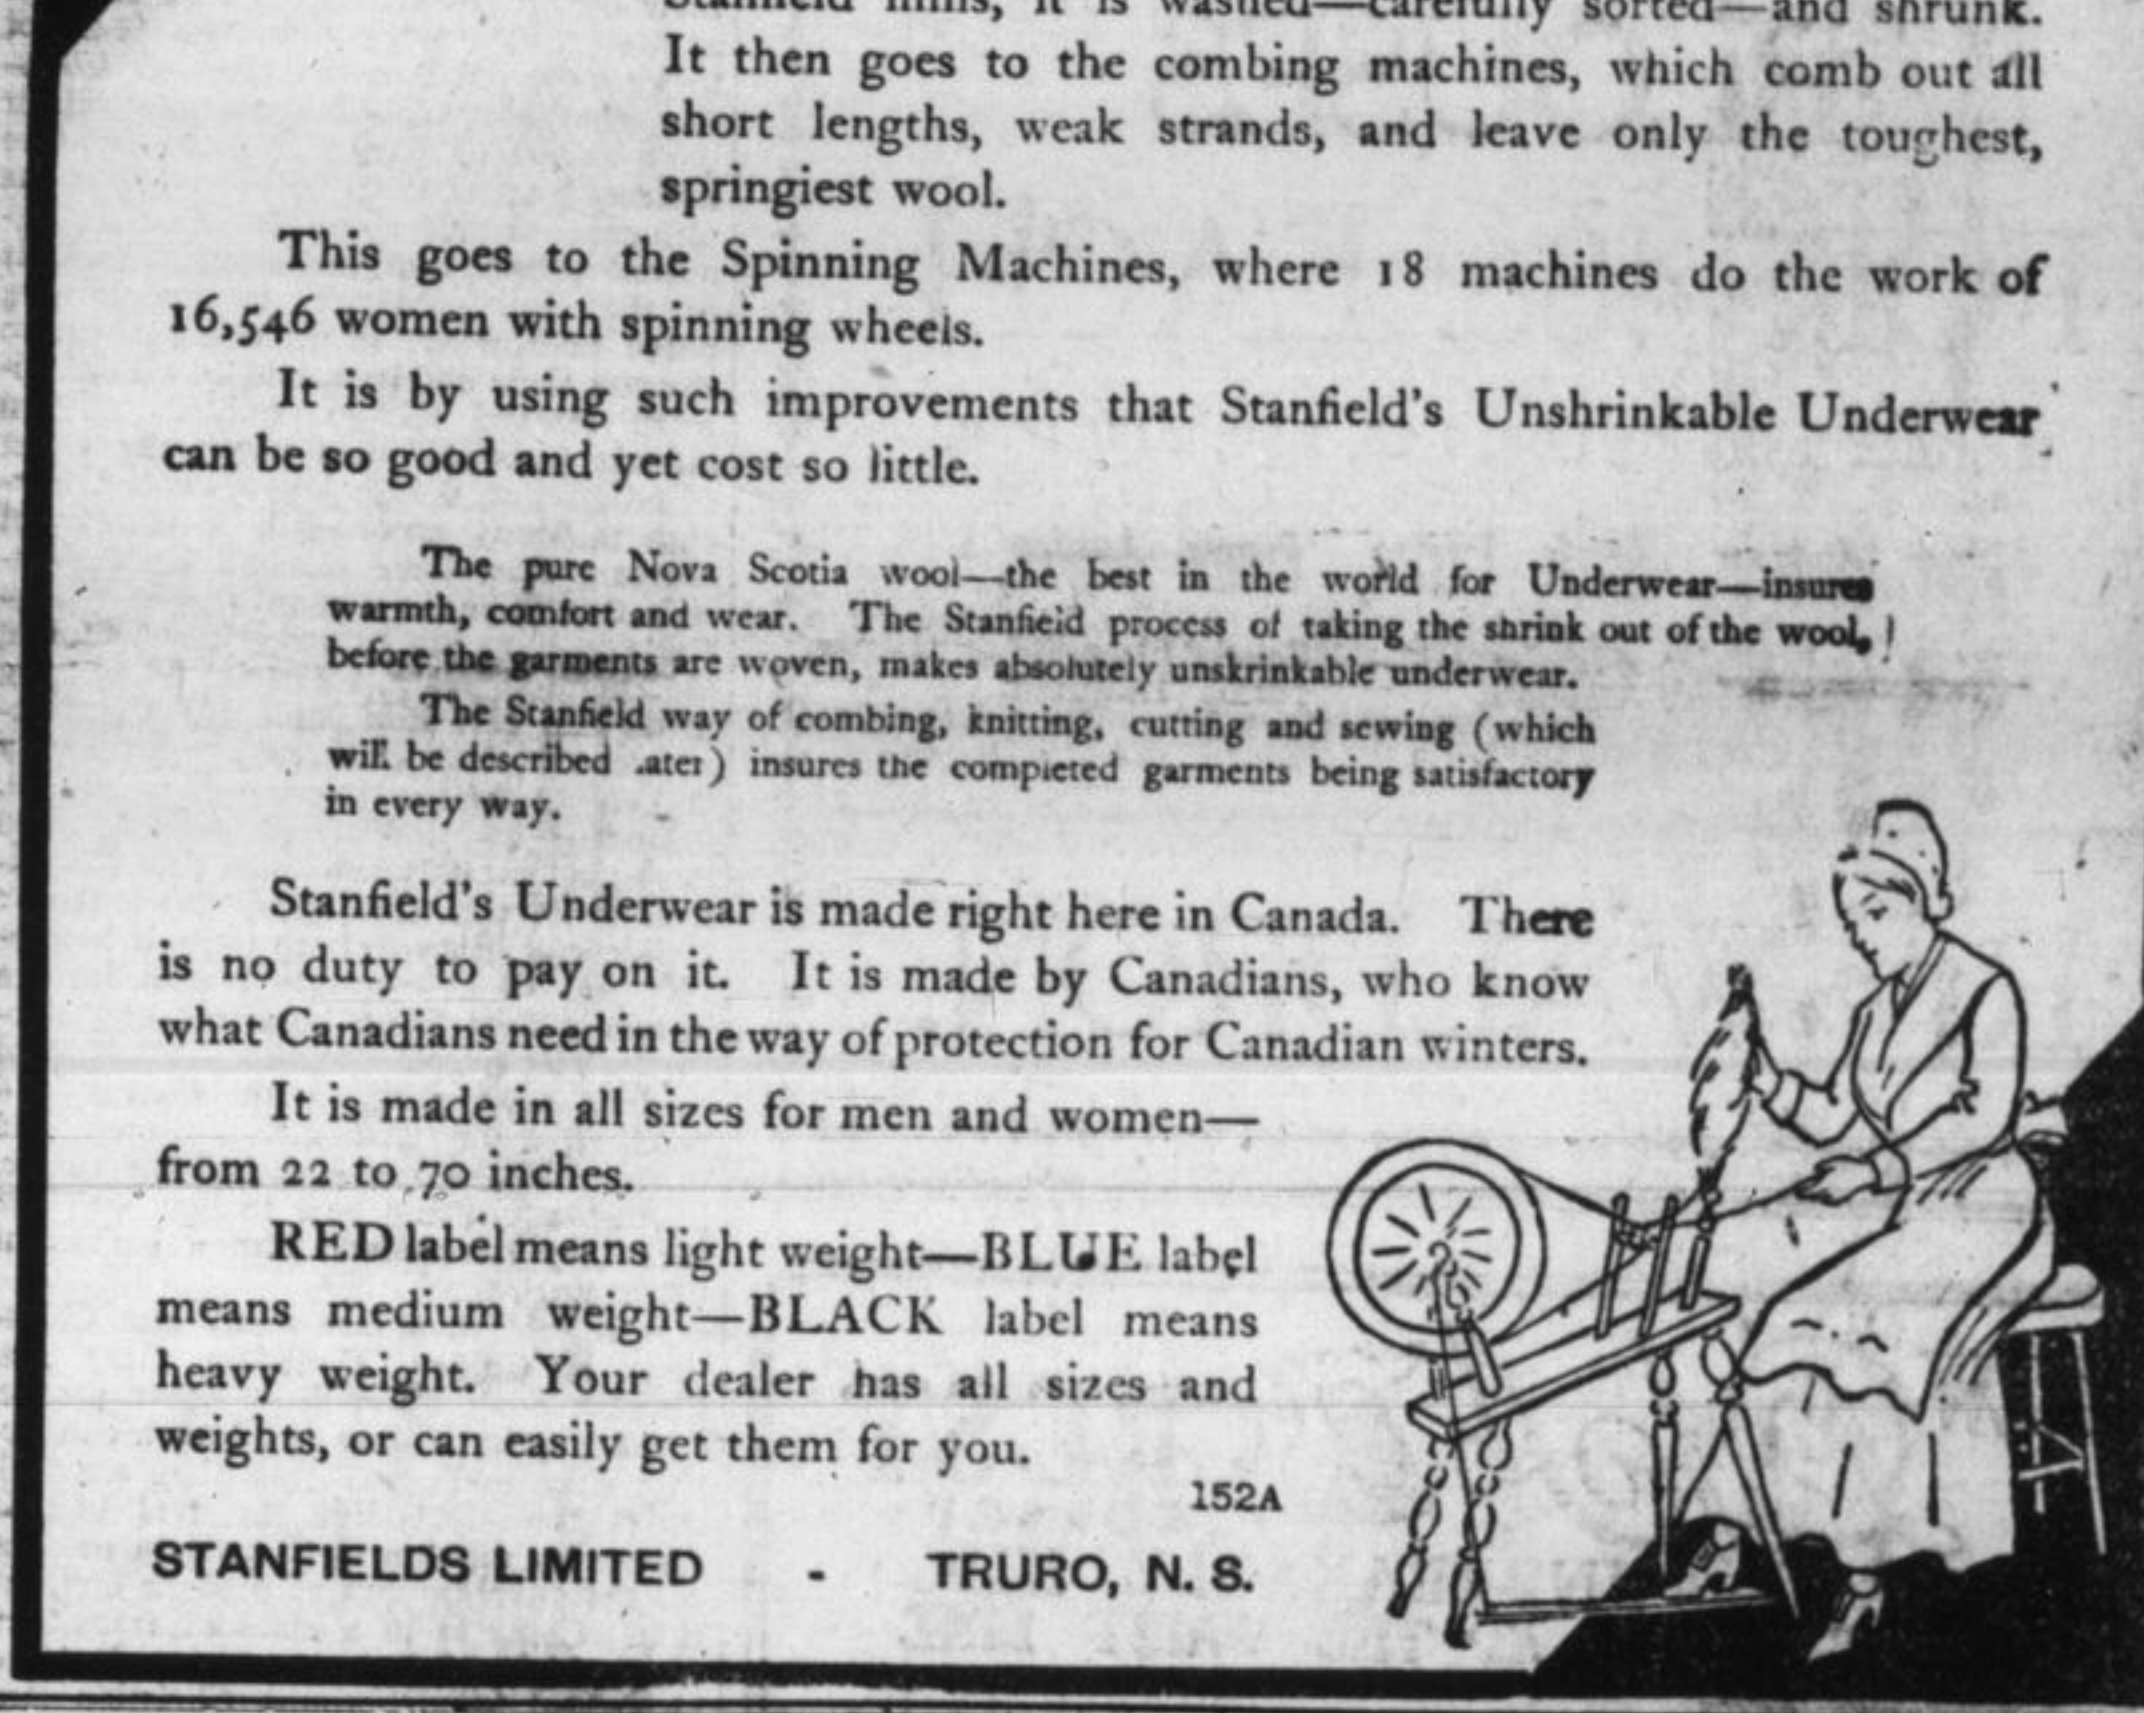 Stanfield mills, it is washed—carefully sorted—and shrunk.
It then goes to the combing machines, which comb out all
short lengths, weak strands, and leave only the toughest,
springiest wool.
This goes to the Spinning Machines, where 18 machines do the work of
16,546 women with spinning wheels.
It is by using such improvements that Stanfield's Unshrinkable Underwear
can be so good and yet cost so little.
The pure Nova Scotia wool—the best in the world for Underwear—insures
warmth, comfort and wear. The Stanfield process of taking the shrink out of the wool,
before the garments are woven, makes absolutely unskrinkable underwear.
The Stanfield way of combing, knitting, cutting and sewing (which
will be described later) insures the completed garments being satisfactory
in every way.
Stanfield's Underwear is made right here in Canada. There
is no duty to pay on it. It is made by Canadians, who know
what Canadians need in the way of protection for Canadian winters.
It is made in all sizes for men and women—
from 22 to 70 inches.
RED label means light weight—BLUE label
means medium weight—BLACK label means
heavy weight. Your dealer has all sizes and
weights, or can easily get them for you.
152A
STANFIELDS LIMITED - TRURO, N. S.